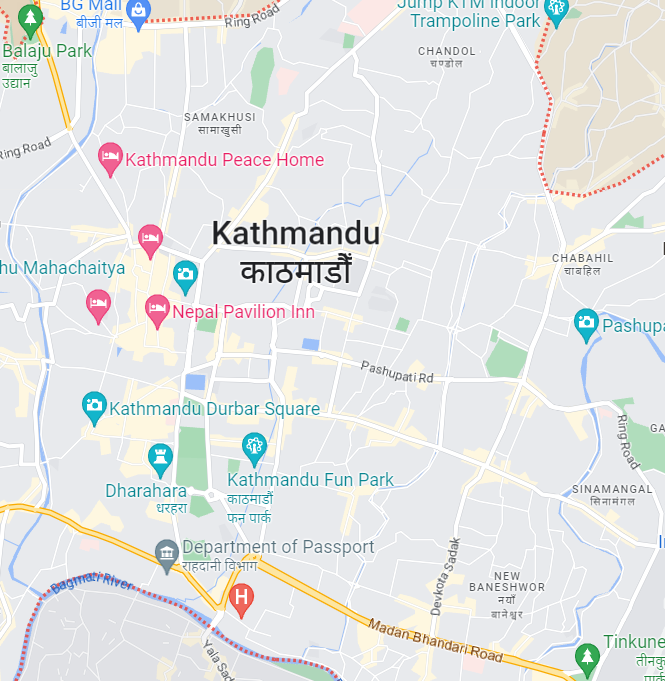 BG Mall
बीजी मल
Ring Road
Jump KTM Indoor
Trampoline Park
Balaju Park
बालाजु
उद्यान
CHANDOL
चण्डोल
SAMAKHUSI
सामाखुसी
Ring Road
Kathmandu Peace Home
Kathmandu
काठमाडौं
CHABAHIL
चाबहिल
hu Mahachaitya
Nepal Pavilion Inn
Pashupa
Pashupati Rd
Kathmandu Durbar Square
Ring Road
GA
Kathmandu Fun Park
काठमाडौं
फन पार्क
Dharahara
धरहरा
SINAMANGAL
सिनामंगल
Department of Passport
राहदानी विभाग
Devkota Sadak
NEW
BANESHWOR
नयाँ
बानेश्वर
Bagmati River
H
Madan Bhandari Road
Yala Sad
Tinkune
तीनकु
पार्क